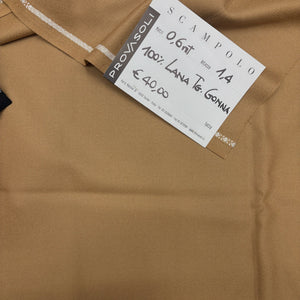 SCAMPOLO
PROVASOLI
0,6mt
1,4
100% LANA TG. GONNA
€ 40,00